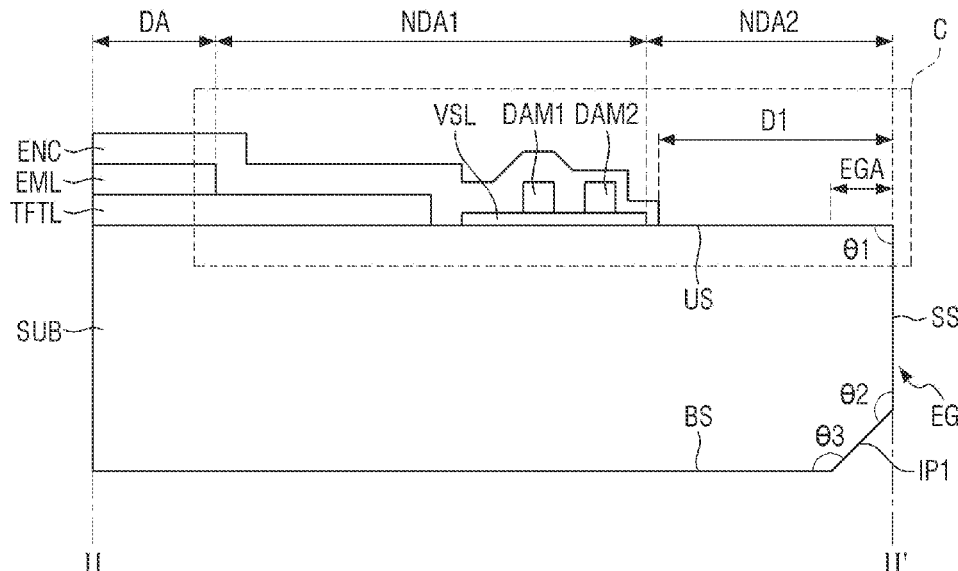 DA NDA1 NDA2
C
VSL DAM1 DAM2 D1
ENC
EGA
EML
TFTL
θ1
US
SUB
SS
θ2
EG
BS
θ3
IP1
II II'